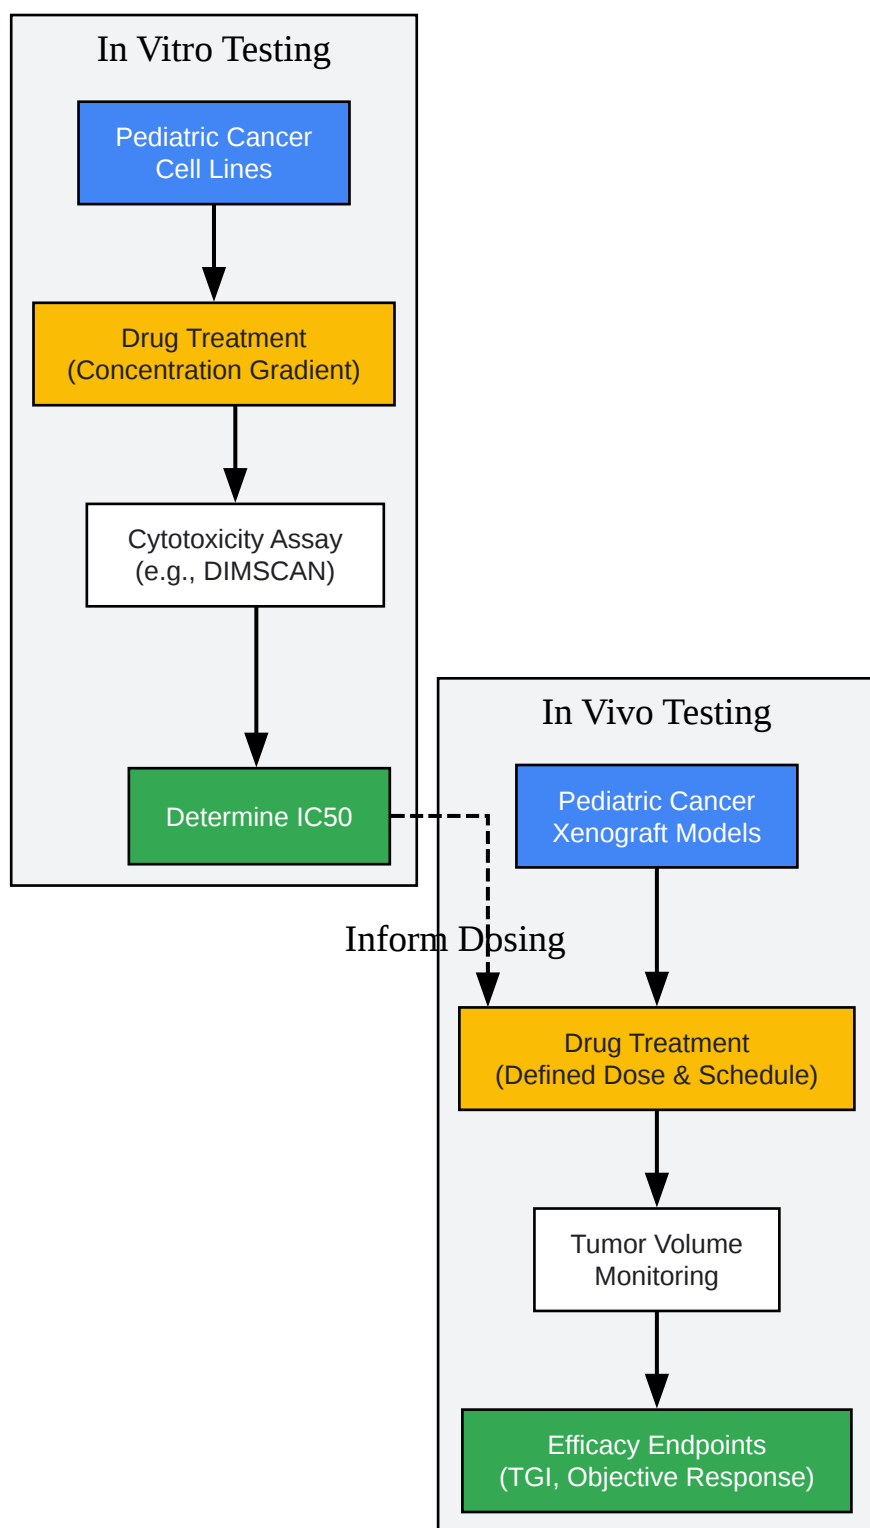 In Vitro Testing
Pediatric Cancer
Cell Lines
Drug Treatment
(Concentration Gradient)
Cytotoxicity Assay
(e.g., DIMSCAN)
Determine IC50
Inform Dosing
In Vivo Testing
Pediatric Cancer
Xenograft Models
Drug Treatment
(Defined Dose & Schedule)
Tumor Volume
Monitoring
Efficacy Endpoints
(TGI, Objective Response)